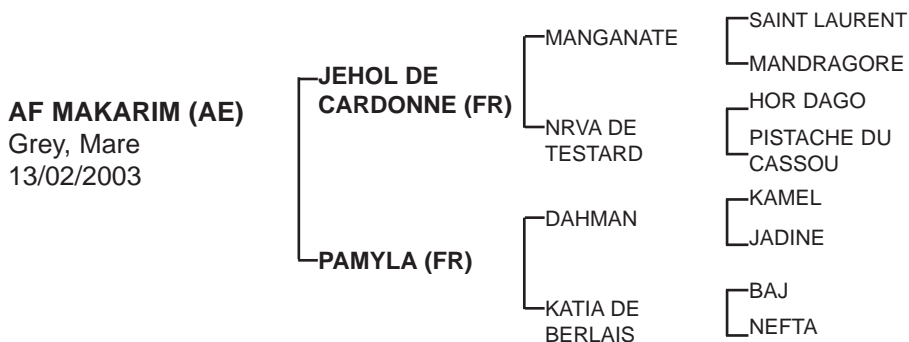 AF MAKARIM (AE)
Grey, Mare
13/02/2003
JEHOL DE
CARDONNE (FR)
PAMYLA (FR)
MANGANATE
NRVA DE
TESTARD
DAHMAN
KATIA DE
BERLAIS
SAINT LAURENT
MANDRAGORE
HOR DAGO
PISTACHE DU
CASSOU
KAMEL
JADINE
BAJ
NEFTA